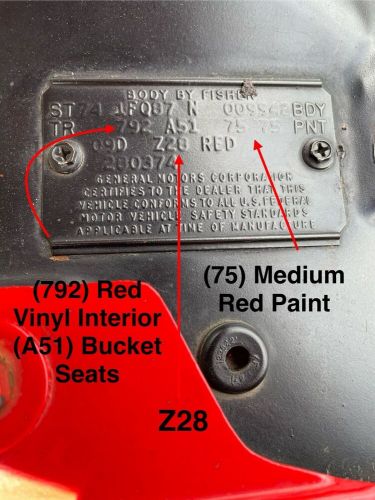 BODY BY FISHER
ST 74 1FQ87 N 009942 BDY
TR 792 A51 75 75 PNT
09D Z28 RED
280374
GENERAL MOTORS CORPORATION
CERTIFIES TO THE DEALER THAT THIS
VEHICLE CONFORMS TO ALL U.S. FEDERAL
MOTOR VEHICLE SAFETY STANDARDS
APPLICABLE AT TIME OF MANUFACTURE
(792) Red
Vinyl Interior
(A51) Bucket
Seats
(75) Medium
Red Paint
Z28